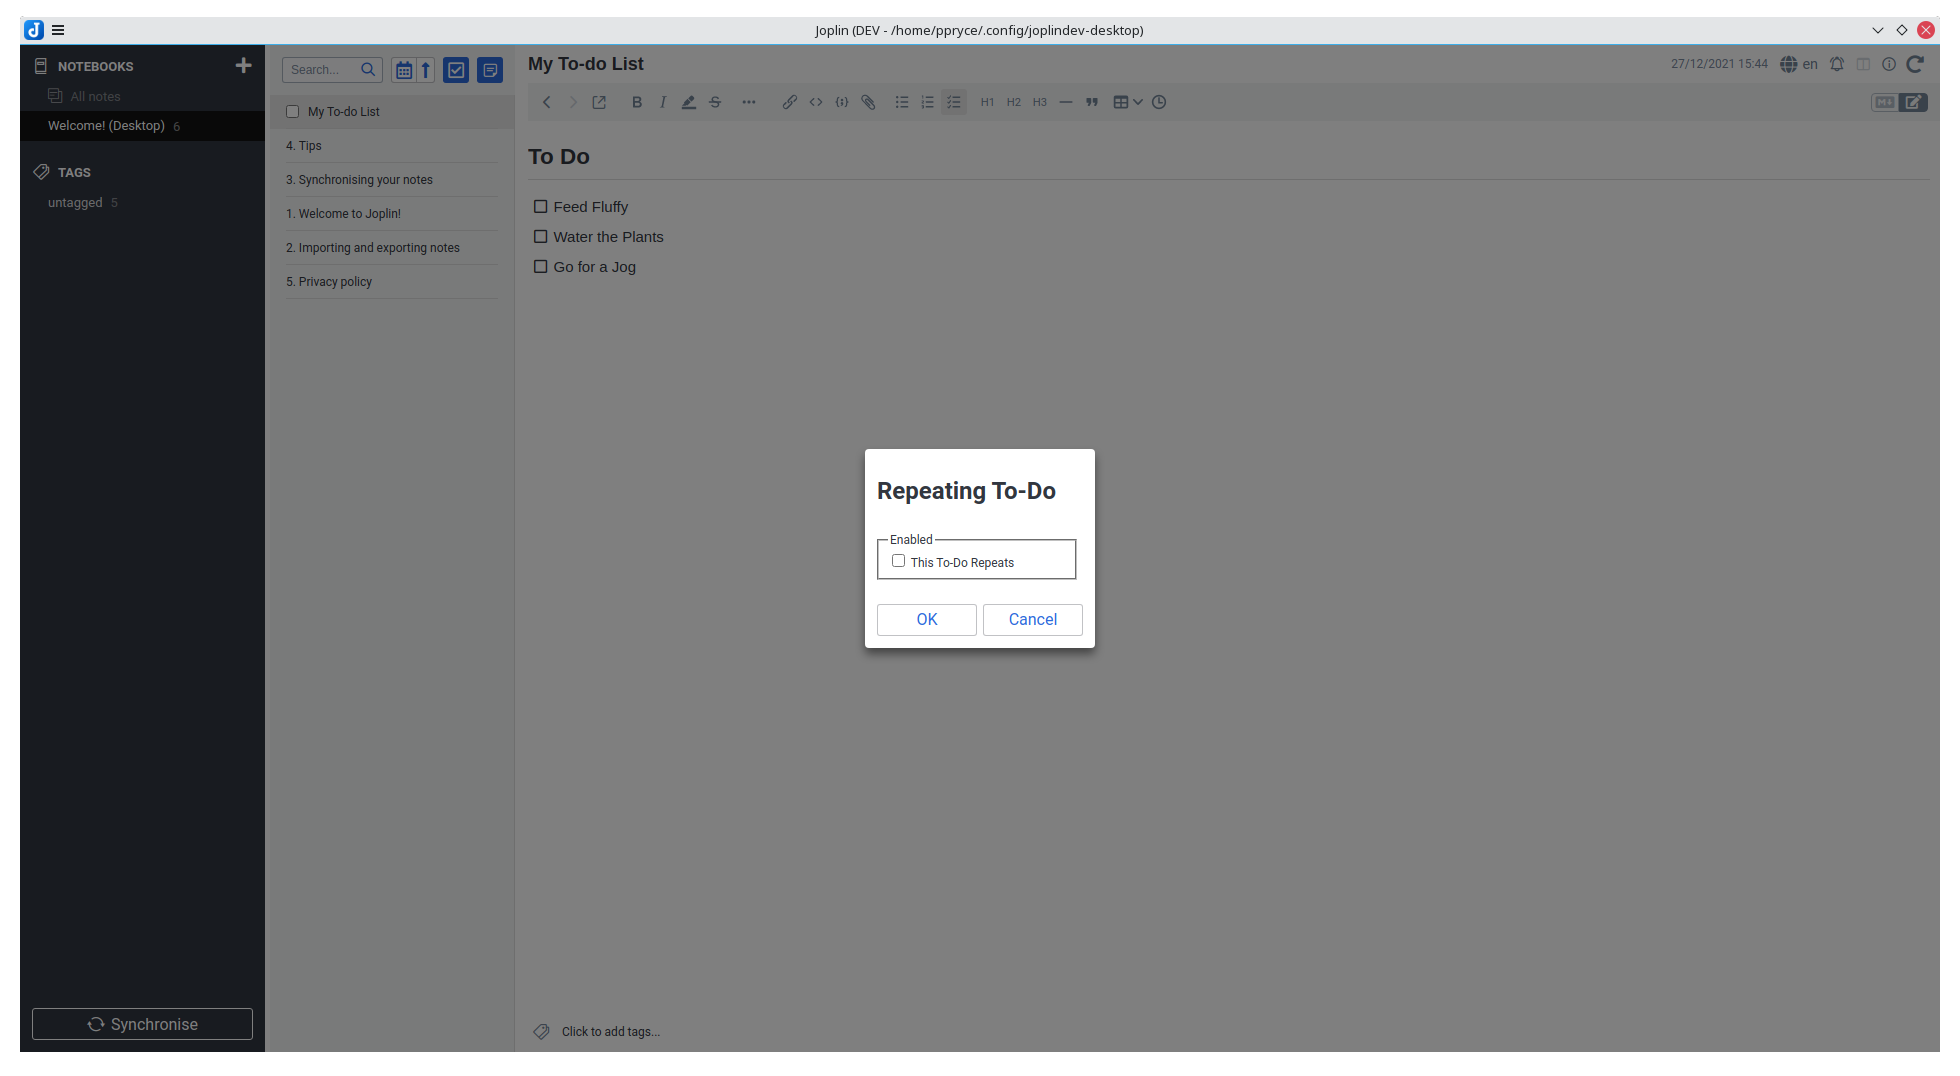 Joplin (DEV - /home/ppryce/.config/joplindev-desktop)
NOTEBOOKS
All notes
Welcome! (Desktop) 6
TAGS
untagged 5
Synchronise
Search...
My To-do List
4. Tips
3. Synchronising your notes
1. Welcome to Joplin!
2. Importing and exporting notes
5. Privacy policy
My To-do List
27/12/2021 15:44 en
B I S H1 H2 H3 M
To Do
Feed Fluffy
Water the Plants
Go for a Jog
Click to add tags...
Repeating To-Do
Enabled
This To-Do Repeats
OK Cancel